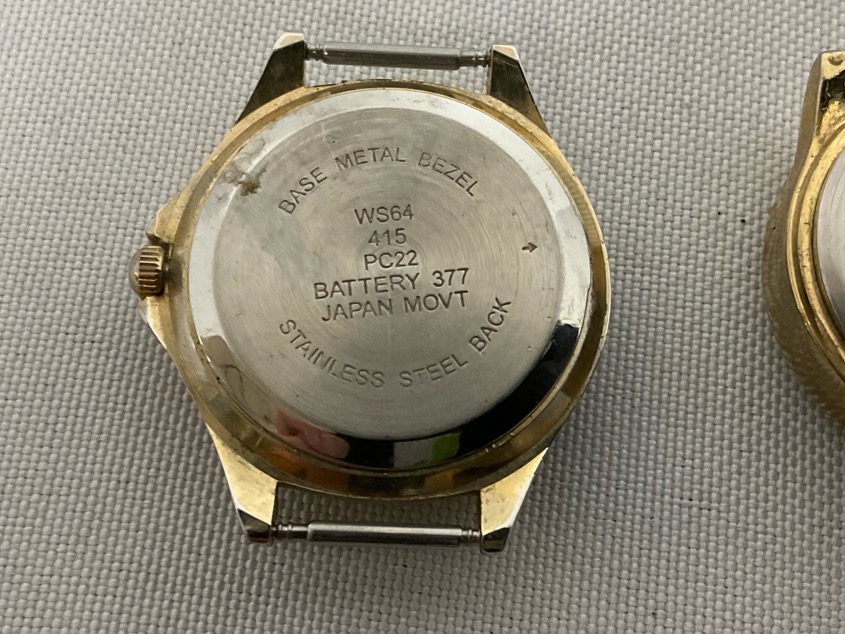 BASE METAL BEZEL
WS64
415
PC22
BATTERY 377
JAPAN MOVT
STAINLESS STEEL BACK